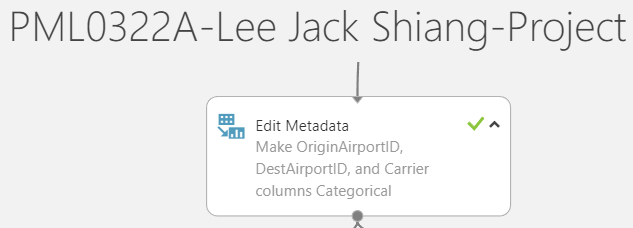 PML0322A-Lee Jack Shiang-Project
Edit Metadata
Make OriginAirportID,
DestAirportID, and Carrier
columns Categorical